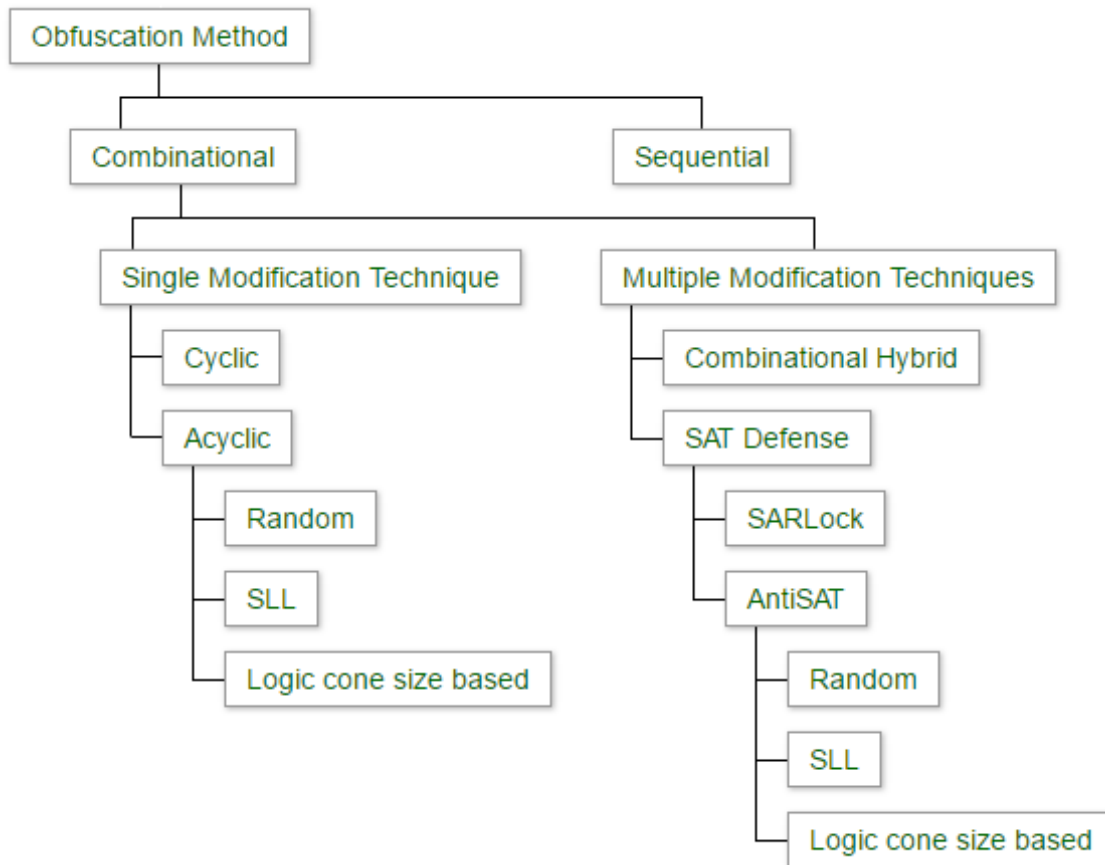 Obfuscation Method
Combinational
Sequential
Single Modification Technique
Multiple Modification Techniques
Cyclic
Combinational Hybrid
Acyclic
SAT Defense
Random
SARLock
SLL
AntiSAT
Logic cone size based
Random
SLL
Logic cone size based